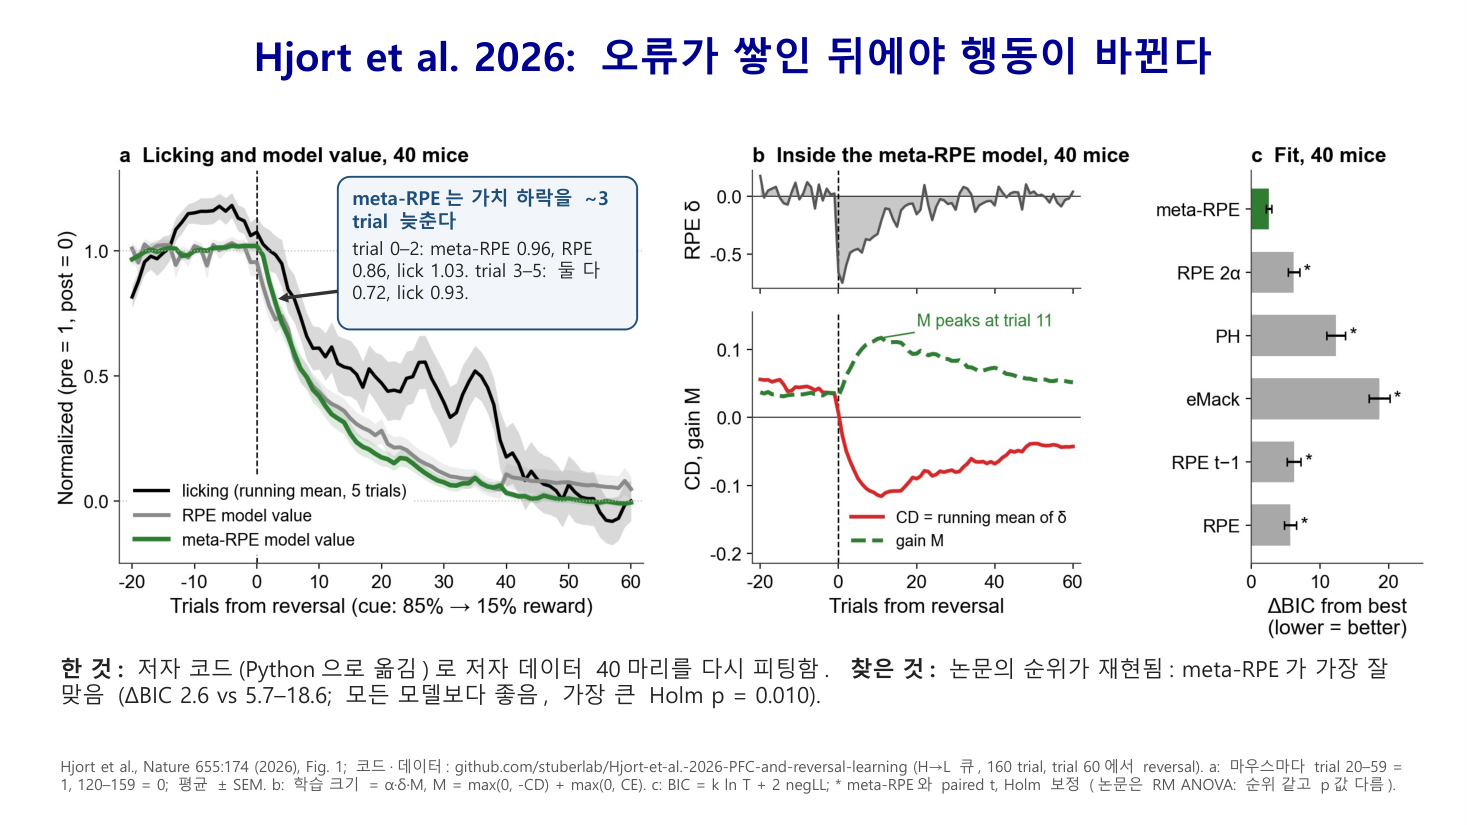 Hjort et al. 2026: 오류가 쌓인 뒤에야 행동이 바뀐다
a Licking and model value, 40 mice
Normalized (pre = 1, post = 0)
1.0
0.5
0.0
meta-RPE 는 가치 하락을 ~3
trial 늦춘다
trial 0–2: meta-RPE 0.96, RPE
0.86, lick 1.03. trial 3–5: 둘 다
0.72, lick 0.93.
licking (running mean, 5 trials)
RPE model value
meta-RPE model value
-20 -10 0 10 20 30 40 50 60
Trials from reversal (cue: 85% → 15% reward)
b Inside the meta-RPE model, 40 mice
RPE δ
0.0
-0.5
M peaks at trial 11
CD, gain M
0.1
0.0
-0.1
-0.2
CD = running mean of δ
gain M
-20 0 20 40 60
Trials from reversal
c Fit, 40 mice
meta-RPE
RPE 2α *
PH *
eMack *
RPE t−1 *
RPE *
0 10 20
ΔBIC from best
(lower = better)
한 것 : 저자 코드 (Python 으로 옮김 ) 로 저자 데이터 40 마리를 다시 피팅함 . 찾은 것 : 논문의 순위가 재현됨 : meta-RPE 가 가장 잘
맞음 (ΔBIC 2.6 vs 5.7–18.6; 모든 모델보다 좋음 , 가장 큰 Holm p = 0.010).
Hjort et al., Nature 655:174 (2026), Fig. 1; 코드 · 데이터 : github.com/stuberlab/Hjort-et-al.-2026-PFC-and-reversal-learning (H→L 큐 , 160 trial, trial 60 에서 reversal). a: 마우스마다 trial 20–59 =
1, 120–159 = 0; 평균 ± SEM. b: 학습 크기 = α·δ·M, M = max(0, -CD) + max(0, CE). c: BIC = k ln T + 2 negLL; * meta-RPE 와 paired t, Holm 보정 ( 논문은 RM ANOVA: 순위 같고 p 값 다름 ).